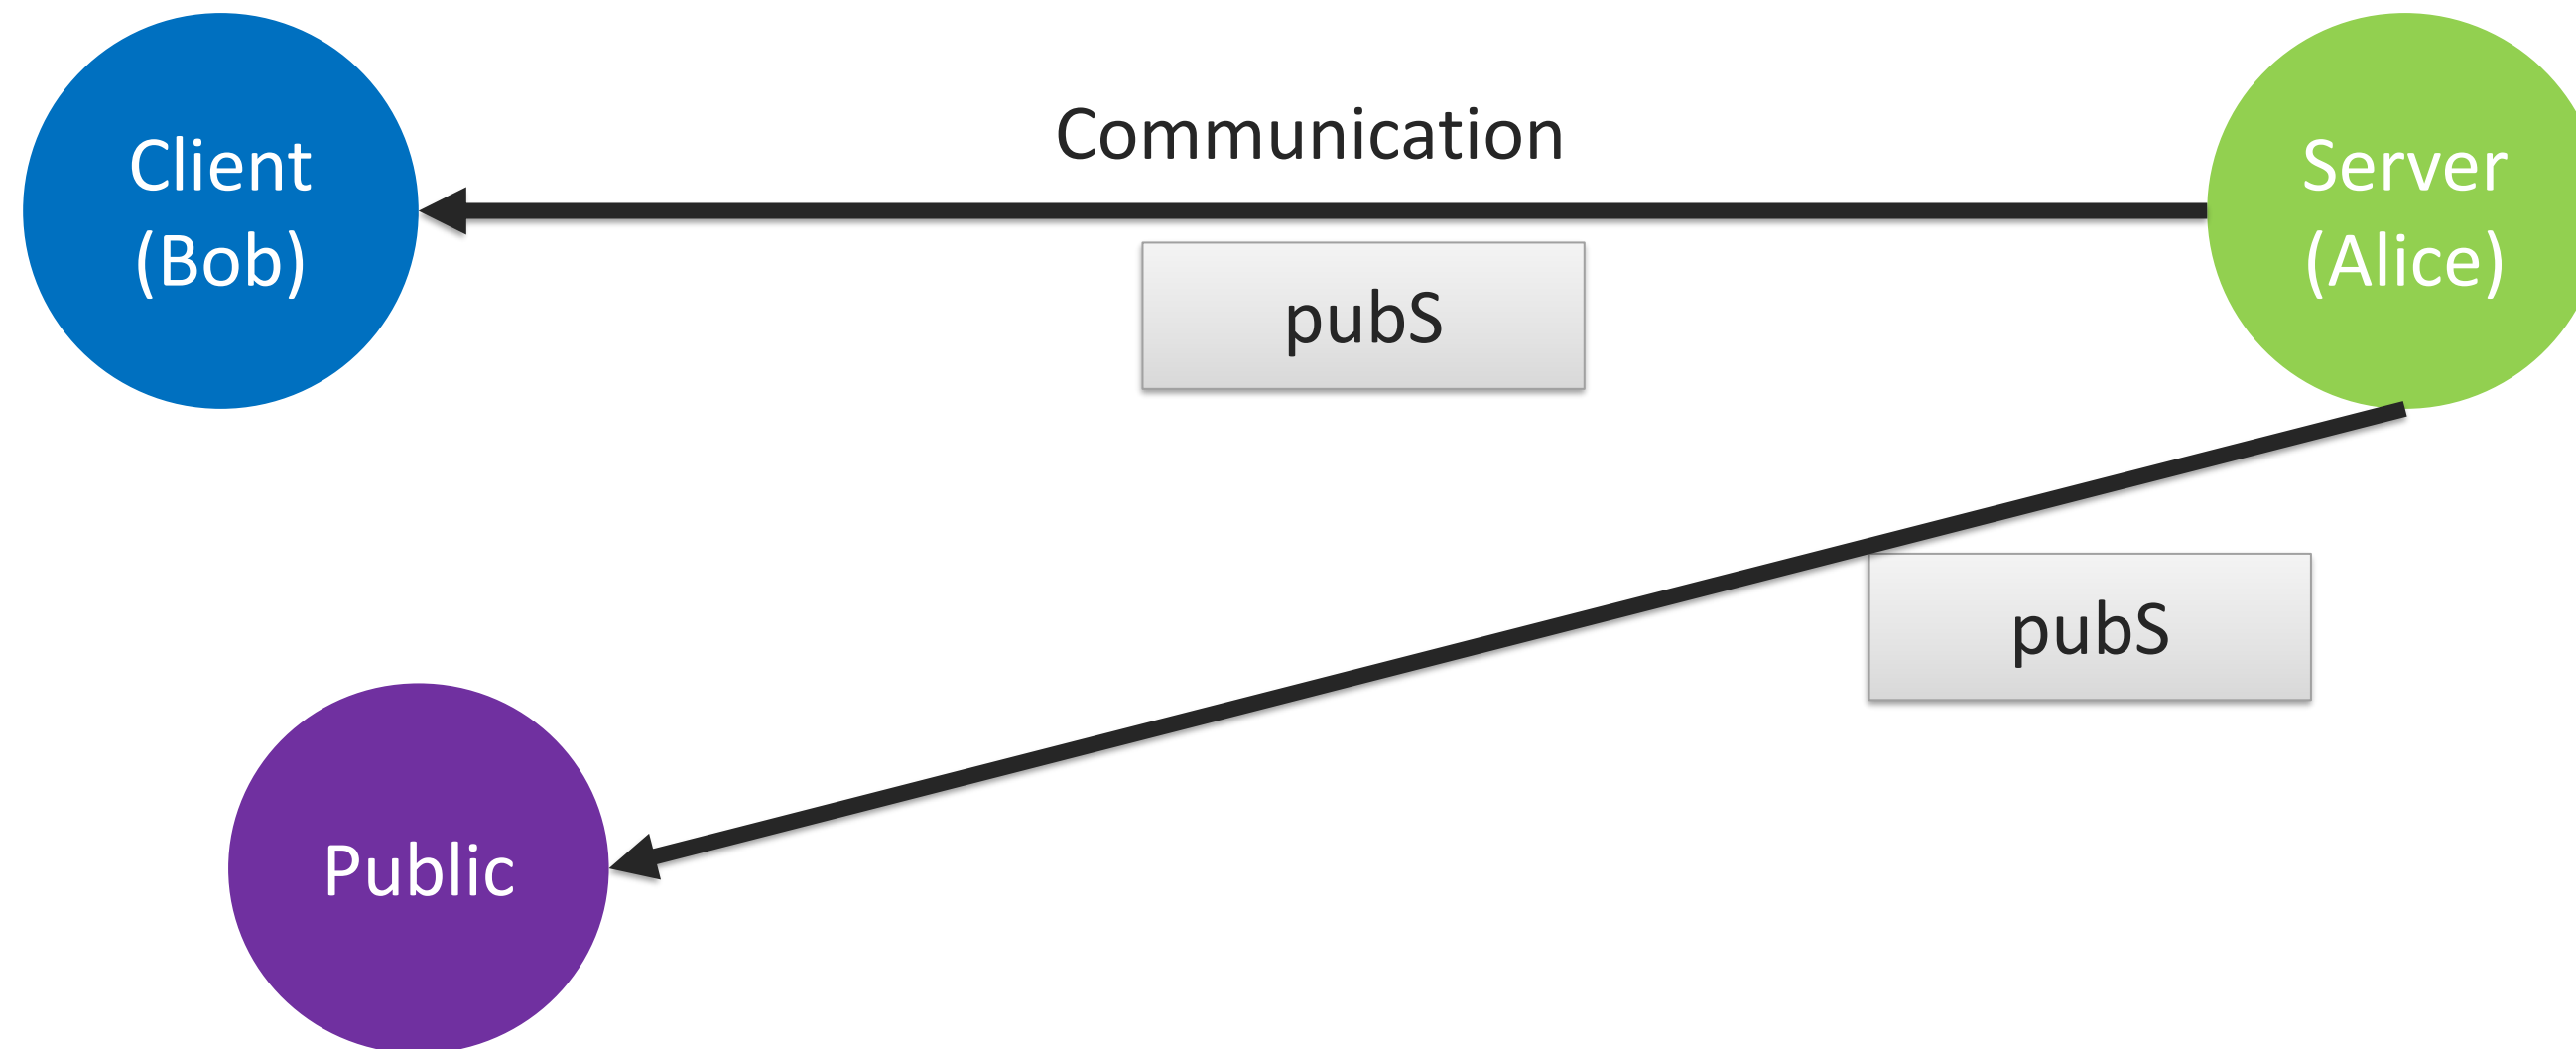 Client
(Bob)
Communication
Server
(Alice)
pubS
pubS
Public